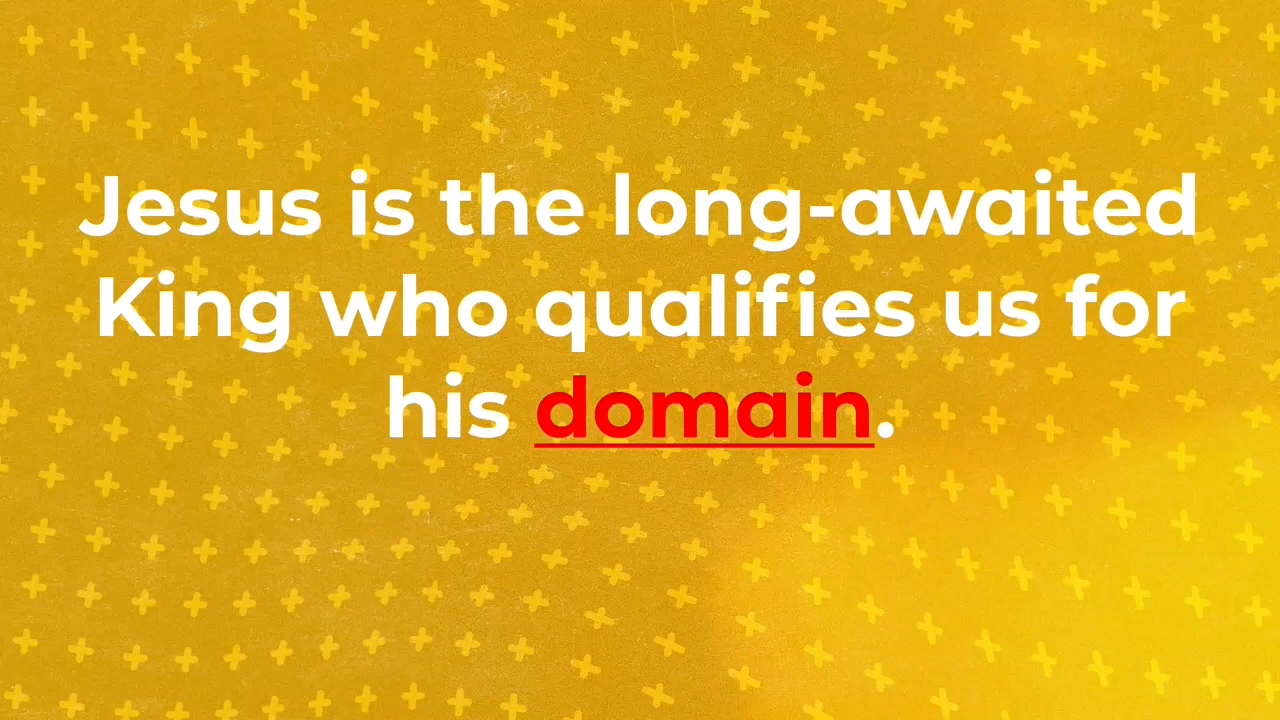 Jesus is the long-awaited
King who qualifies us for
his domain.